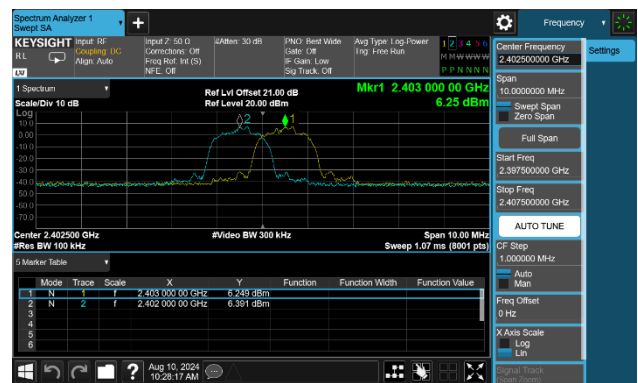 Spectrum Analyzer 1
Swept SA
Frequency
KEYSIGHT
RL
LU
Input: RF
Coupling: DC
Align: Auto
Input Z: 50 Ω
Corrections: Off
Freq Ref: Int (S)
NFE: Off
#Atten: 30 dB
PNO: Best Wide
Gate: Off
IF Gain: Low
Sig Track: Off
Avg Type: Log-Power
Trig: Free Run
1 2 3 4 5 6
M M W W W W
P P N N N N
Center Frequency
2.402500000 GHz
Settings
Span
10.0000000 MHz
Swept Span
Zero Span
Full Span
Start Freq
2.397500000 GHz
Stop Freq
2.407500000 GHz
AUTO TUNE
CF Step
1.000000 MHz
Auto
Man
Freq Offset
0 Hz
X Axis Scale
Log
Lin
Signal Track
(Span Zoom)
1 Spectrum
Scale/Div 10 dB
Log
Ref Lvl Offset 21.00 dB
Ref Level 20.00 dBm
Mkr1 2.403 000 00 GHz
6.25 dBm
2
1
10.0
0.00
-10.0
-20.0
-30.0
-40.0
-50.0
-60.0
-70.0
Center 2.402500 GHz
#Res BW 100 kHz
#Video BW 300 kHz
Span 10.00 MHz
Sweep 1.07 ms (8001 pts)
5 Marker Table
Mode Trace Scale X Y Function Function Width Function Value
1 N 1 f 2.403 000 00 GHz 6.249 dBm
2 N 2 f 2.402 000 00 GHz 6.391 dBm
3
4
5
6
?
Aug 10, 2024
10:28:17 AM